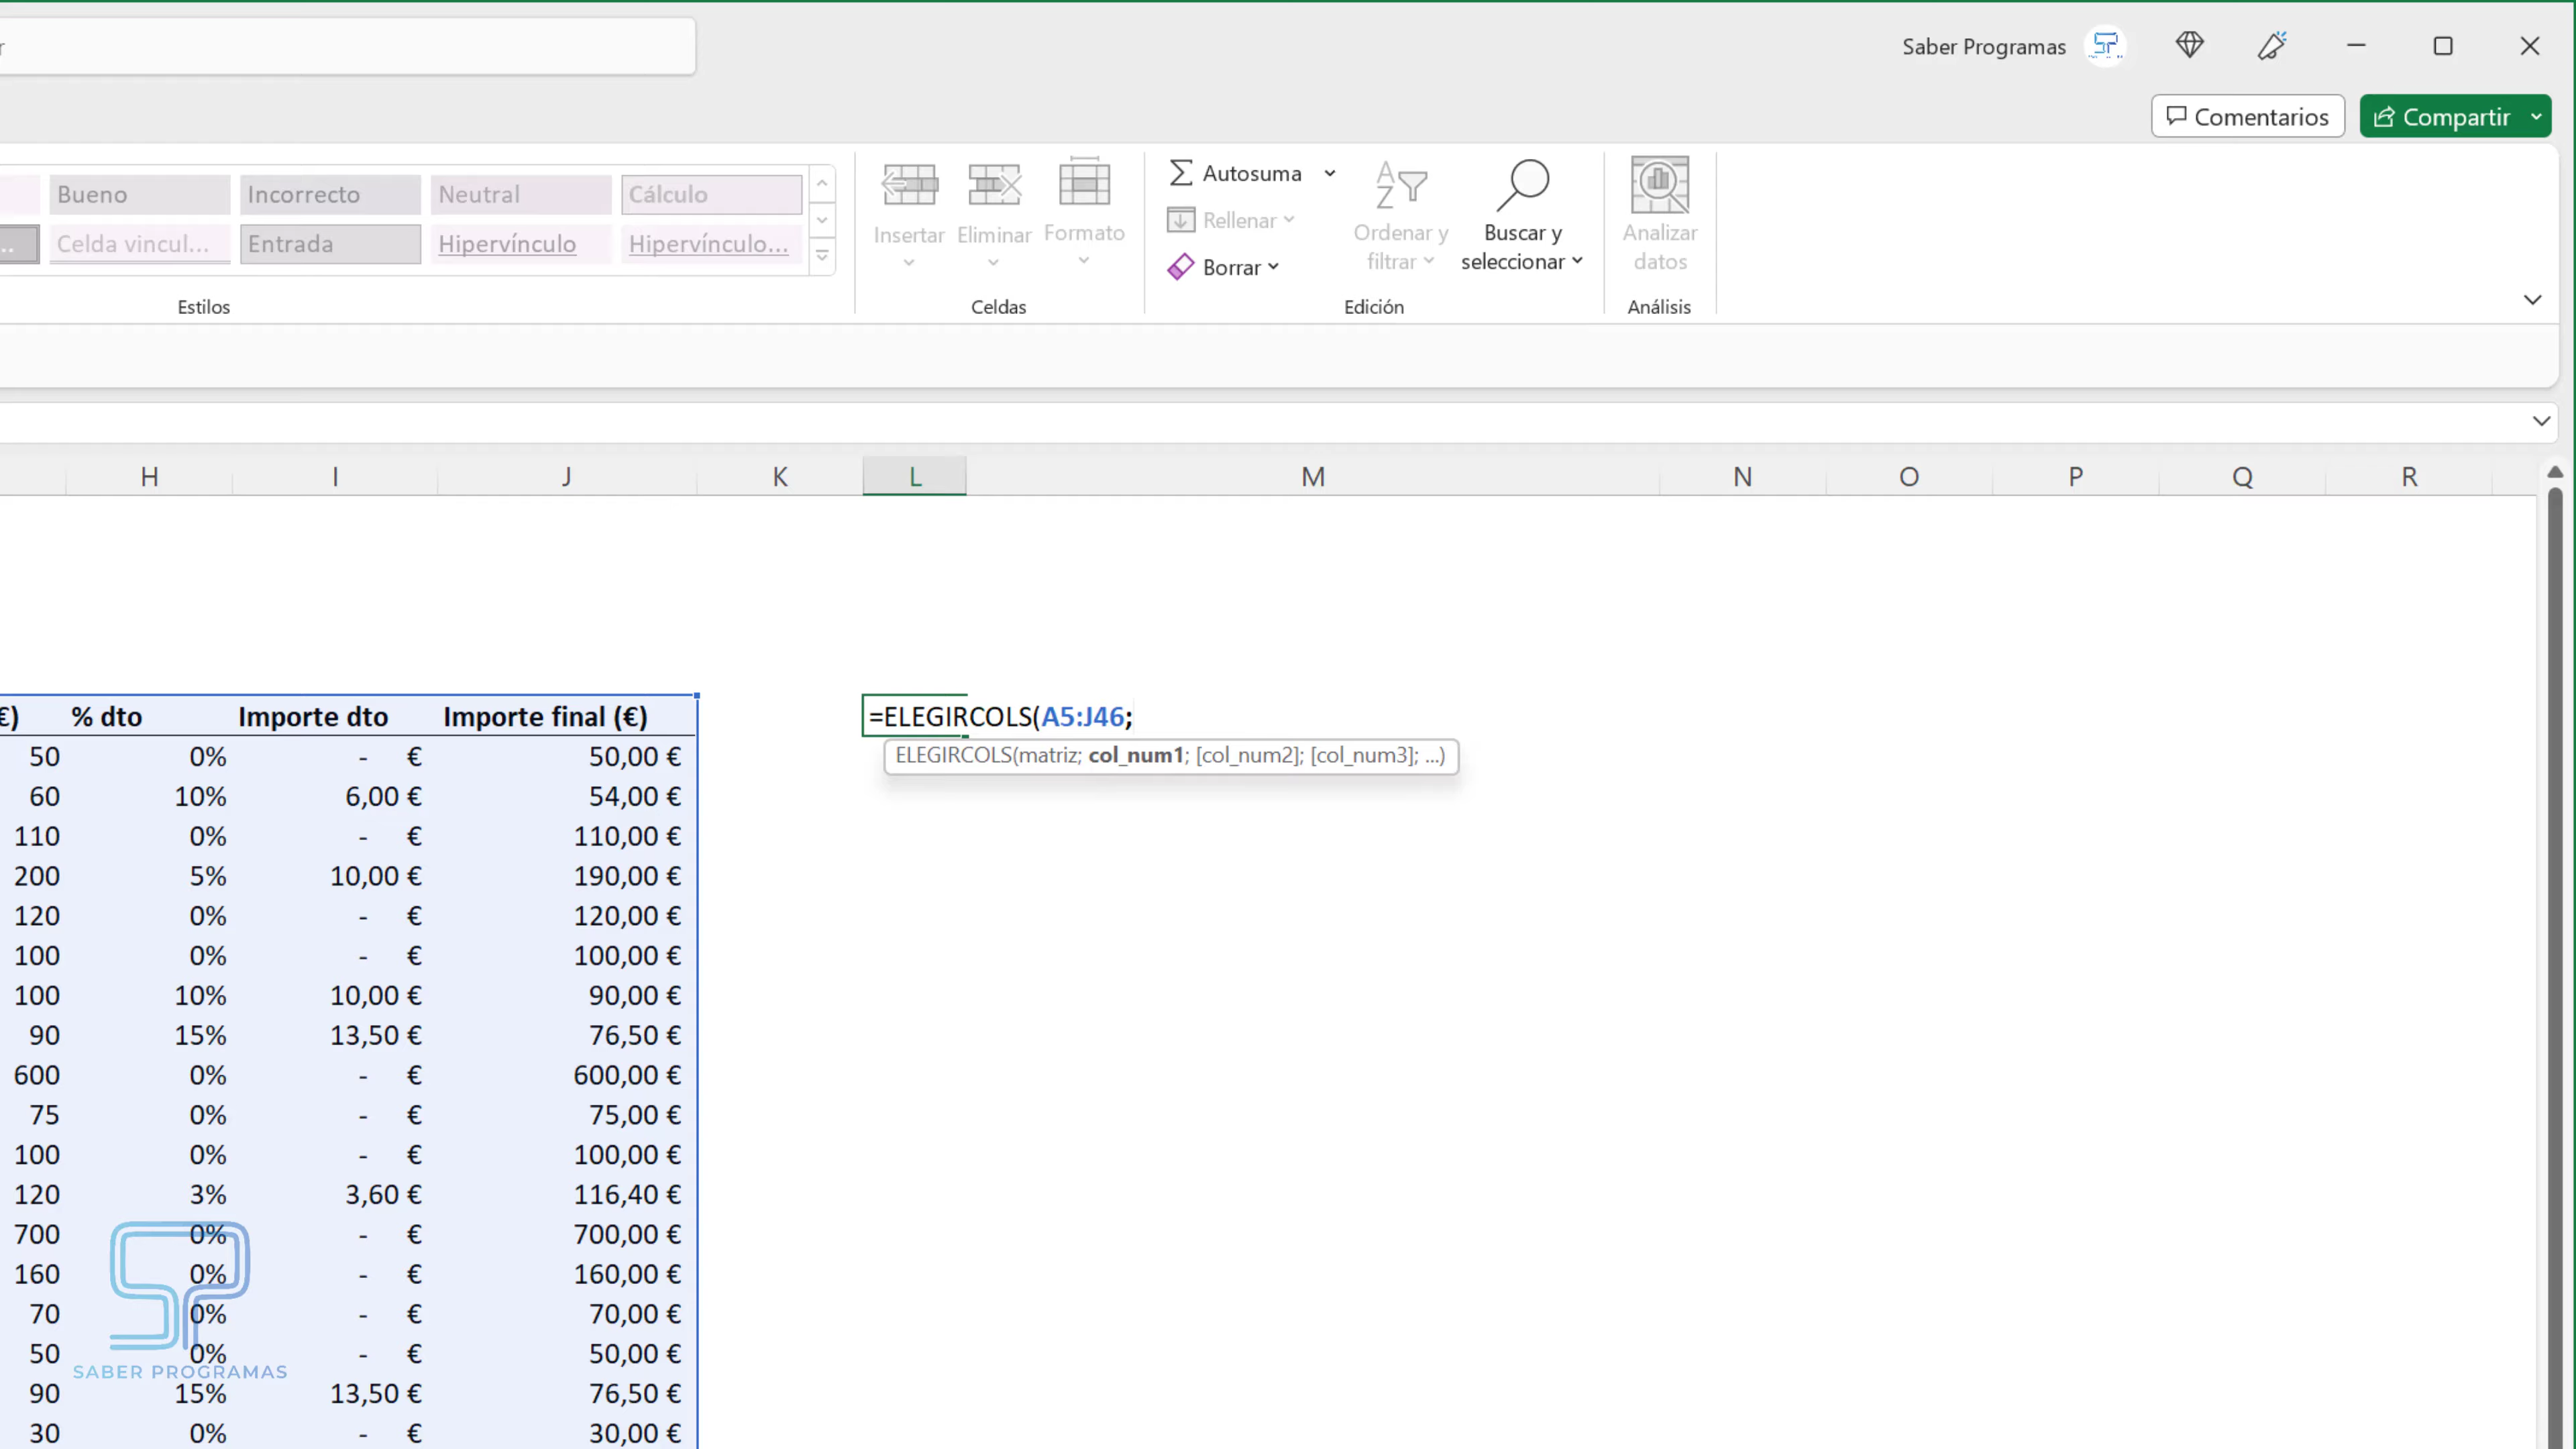 r
Saber Programas
Comentarios
Compartir
Bueno
Incorrecto
Neutral
Cálculo
..
Celda vincul...
Entrada
Hipervínculo
Hipervínculo...
Estilos
Insertar
Eliminar
Formato
Celdas
Autosuma
Rellenar
Borrar
Ordenar y
filtrar
Buscar y
seleccionar
Edición
Analizar
datos
Análisis
H I J K L M N O P Q R
€) % dto Importe dto Importe final (€) =ELEGIRCOLS(A5:J46;
ELEGIRCOLS(matriz; col_num1; [col_num2]; [col_num3]; ...)
50 0% - € 50,00 €
60 10% 6,00 € 54,00 €
110 0% - € 110,00 €
200 5% 10,00 € 190,00 €
120 0% - € 120,00 €
100 0% - € 100,00 €
100 10% 10,00 € 90,00 €
90 15% 13,50 € 76,50 €
600 0% - € 600,00 €
75 0% - € 75,00 €
100 0% - € 100,00 €
120 3% 3,60 € 116,40 €
700 0% - € 700,00 €
160 0% - € 160,00 €
70 0% - € 70,00 €
50 0% - € 50,00 €
SABER PROGRAMAS
90 15% 13,50 € 76,50 €
30 0% - € 30,00 €